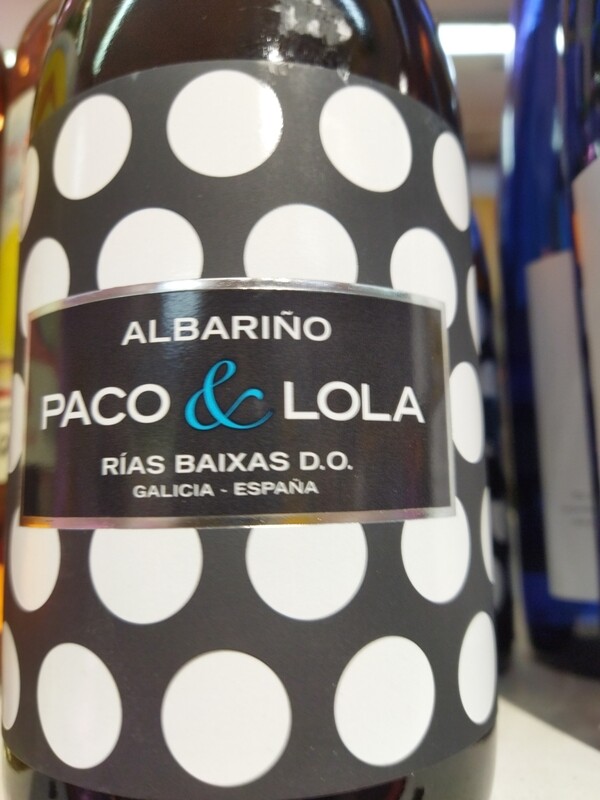 ALBARIÑO
PACO & LOLA
RÍAS BAIXAS D.O.
GALICIA - ESPAÑA